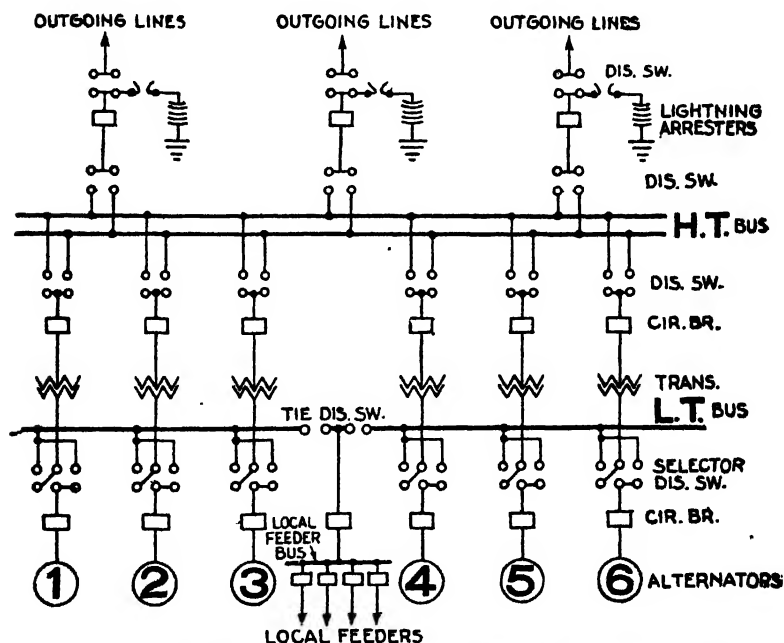 OUTGOING LINES OUTGOING LINES OUTGOING LINES
DIS. SW.
LIGHTNING
ARRESTERS
DIS. SW.
H.T. BUS
DIS. SW.
CIR. BR.
TRANS.
TIE DIS. SW.
L.T. BUS
SELECTOR
DIS. SW.
CIR. BR.
LOCAL
FEEDER
BUS
1 2 3 4 5 6 ALTERNATORS
LOCAL FEEDERS